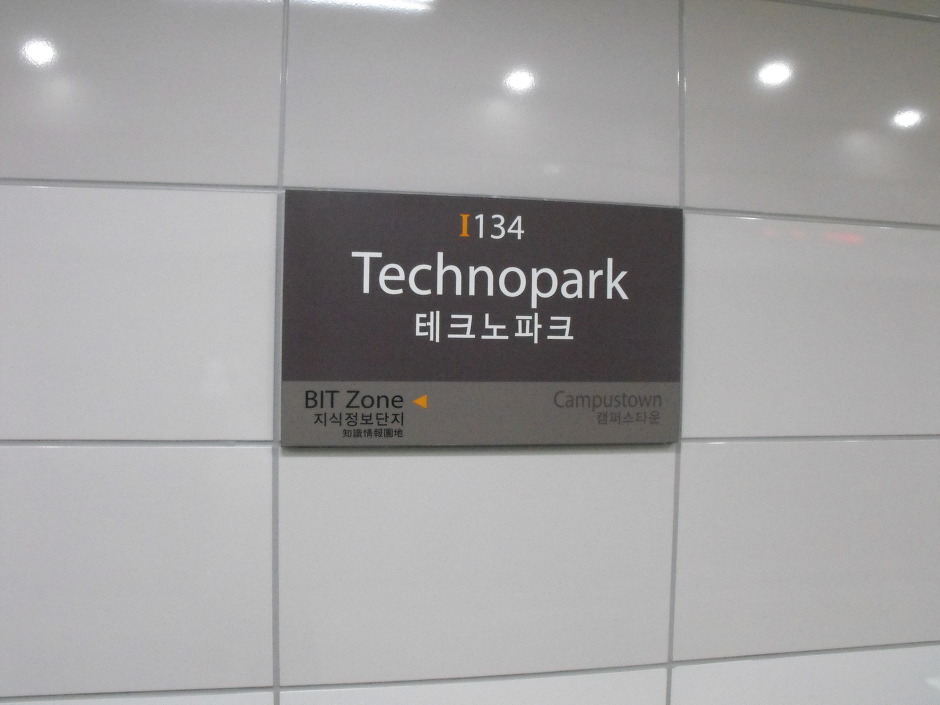 I134
Technopark
테크노파크
BIT Zone ◀
지식정보단지
知識情報團地
Campustown
캠퍼스타운